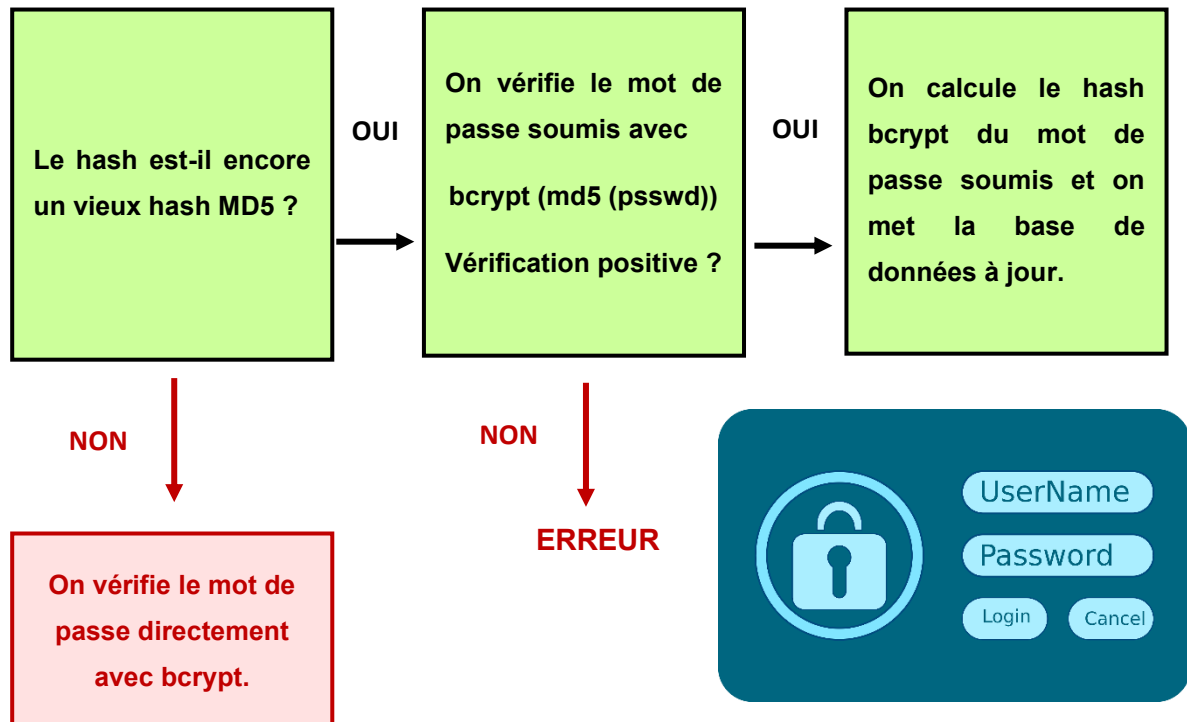 Le hash est-il encore
un vieux hash MD5 ?
OUI
On vérifie le mot de
passe soumis avec
bcrypt (md5 (psswd))
Vérification positive ?
OUI
On calcule le hash
bcrypt du mot de
passe soumis et on
met la base de
données à jour.
NON
On vérifie le mot de
passe directement
avec bcrypt.
NON
ERREUR
UserName
Password
Login
Cancel